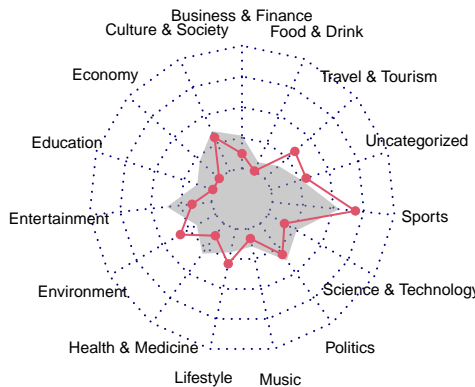 Business & Finance
Culture & Society
Food & Drink
Economy
Travel & Tourism
Education
Uncategorized
Entertainment
Sports
Environment
Science & Technology
Health & Medicine
Politics
Lifestyle
Music